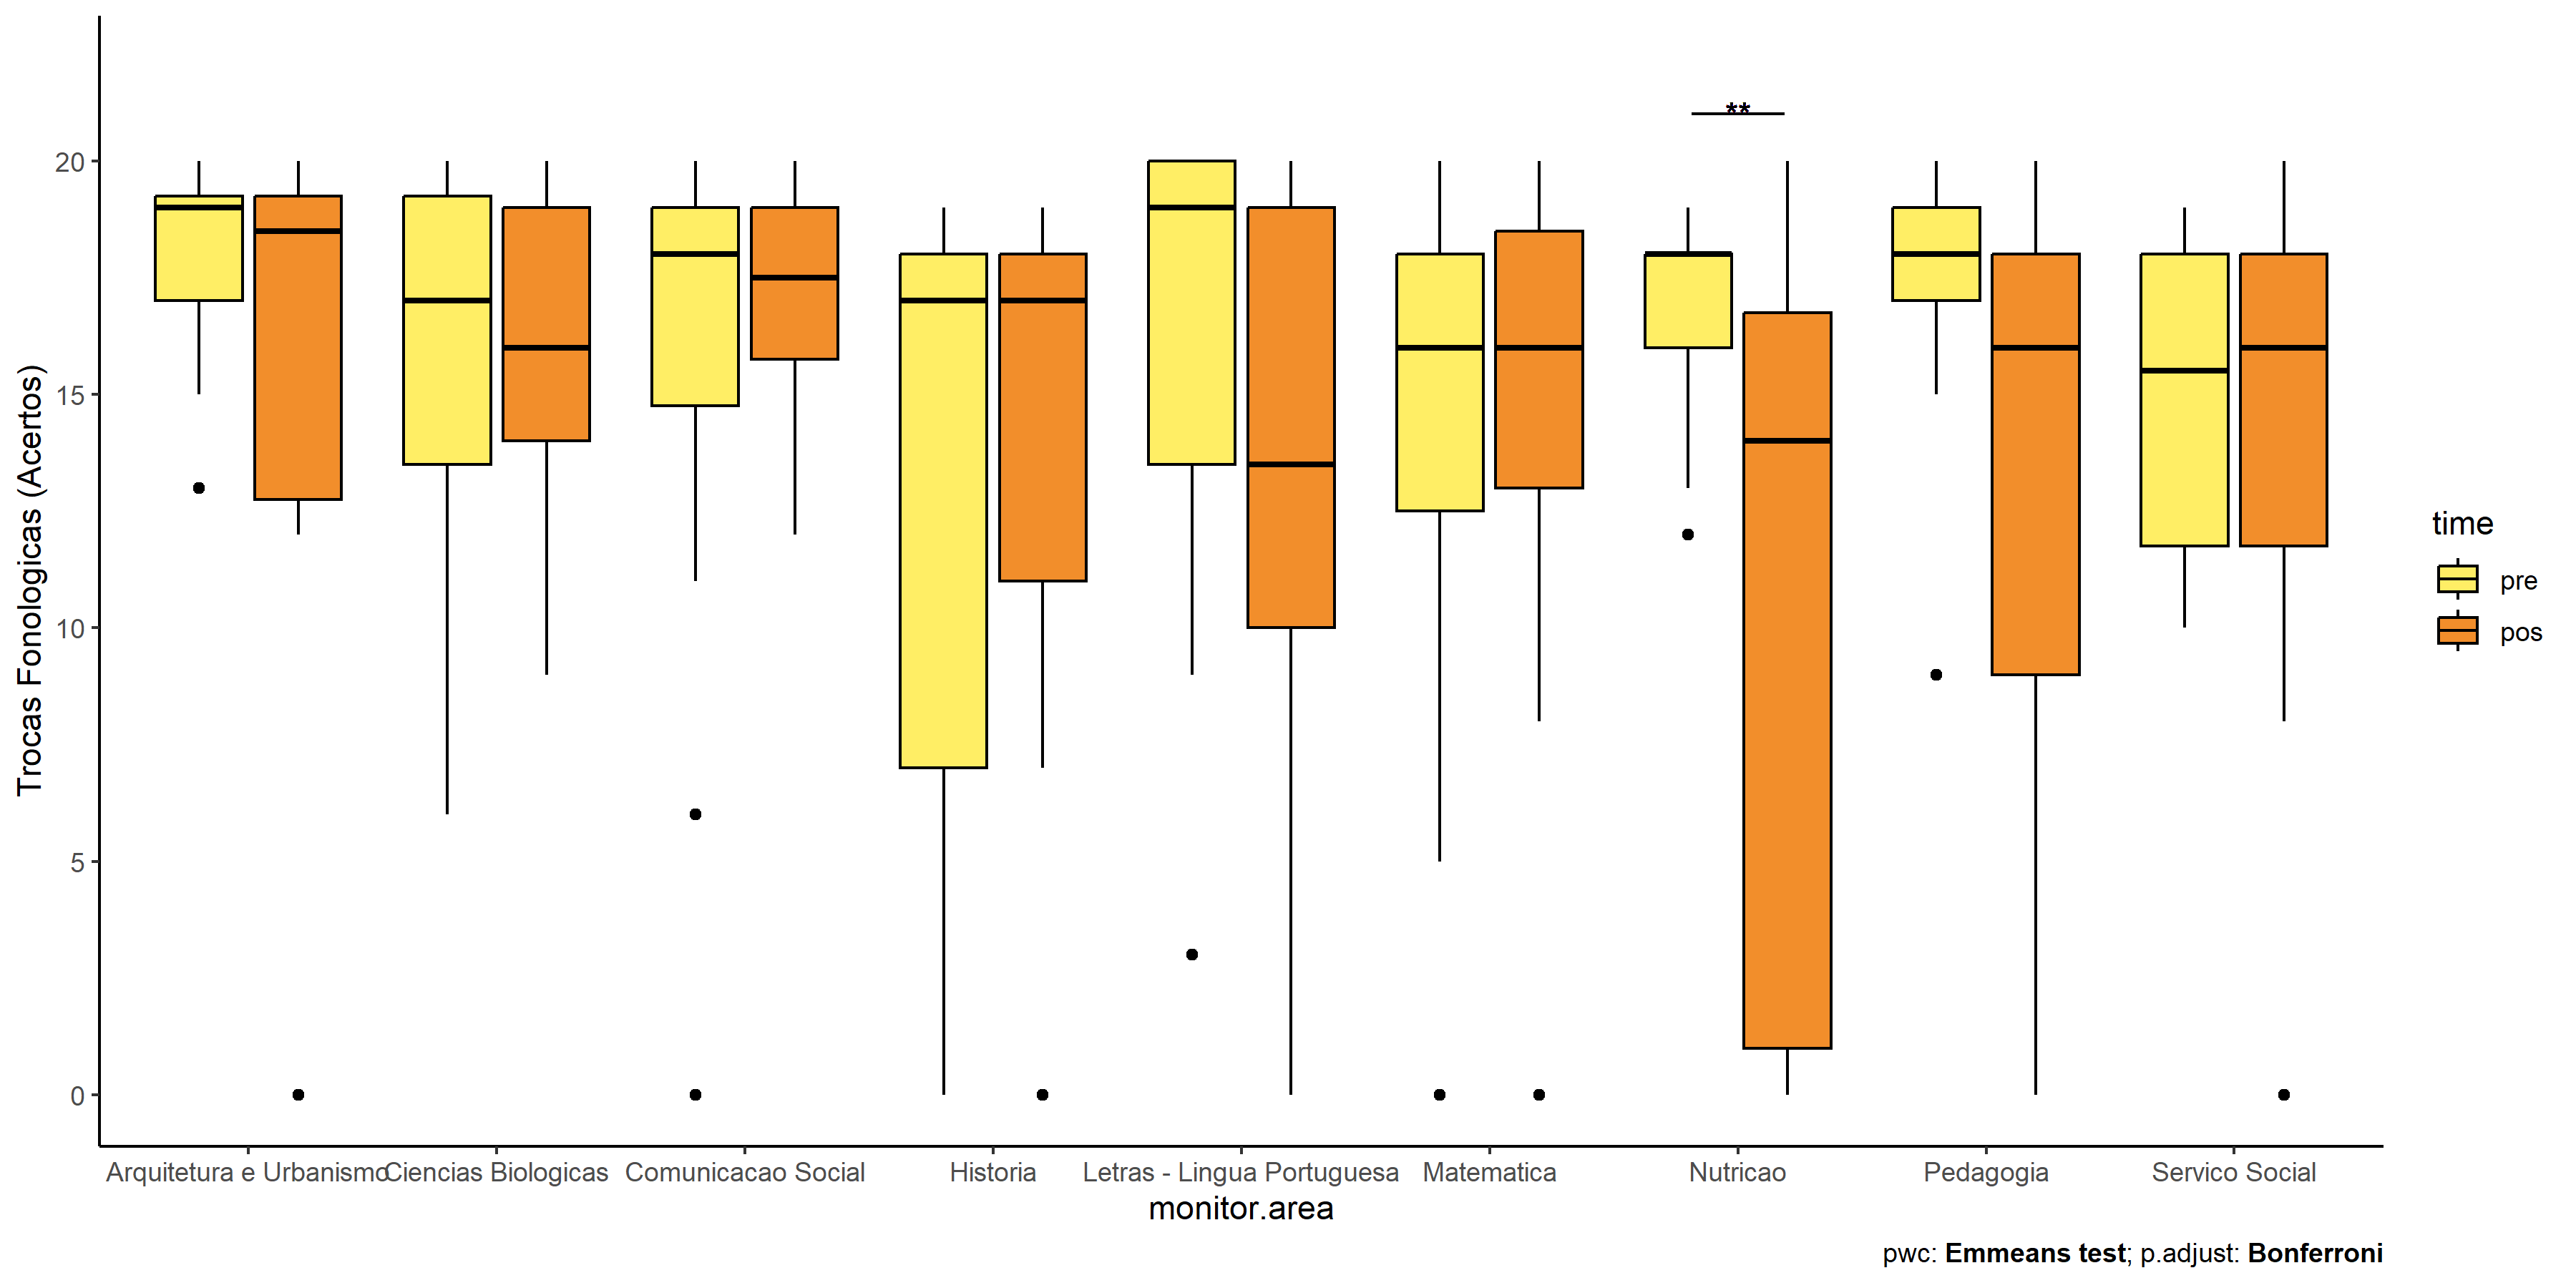 **
20
15
10
5
0
Trocas Fonologicas (Acertos)
Arquitetura e Urbanismo Ciencias Biologicas Comunicacao Social Historia Letras - Lingua Portuguesa Matematica Nutricao Pedagogia Servico Social
monitor.area
time
pre
pos
pwc: Emmeans test; p.adjust: Bonferroni